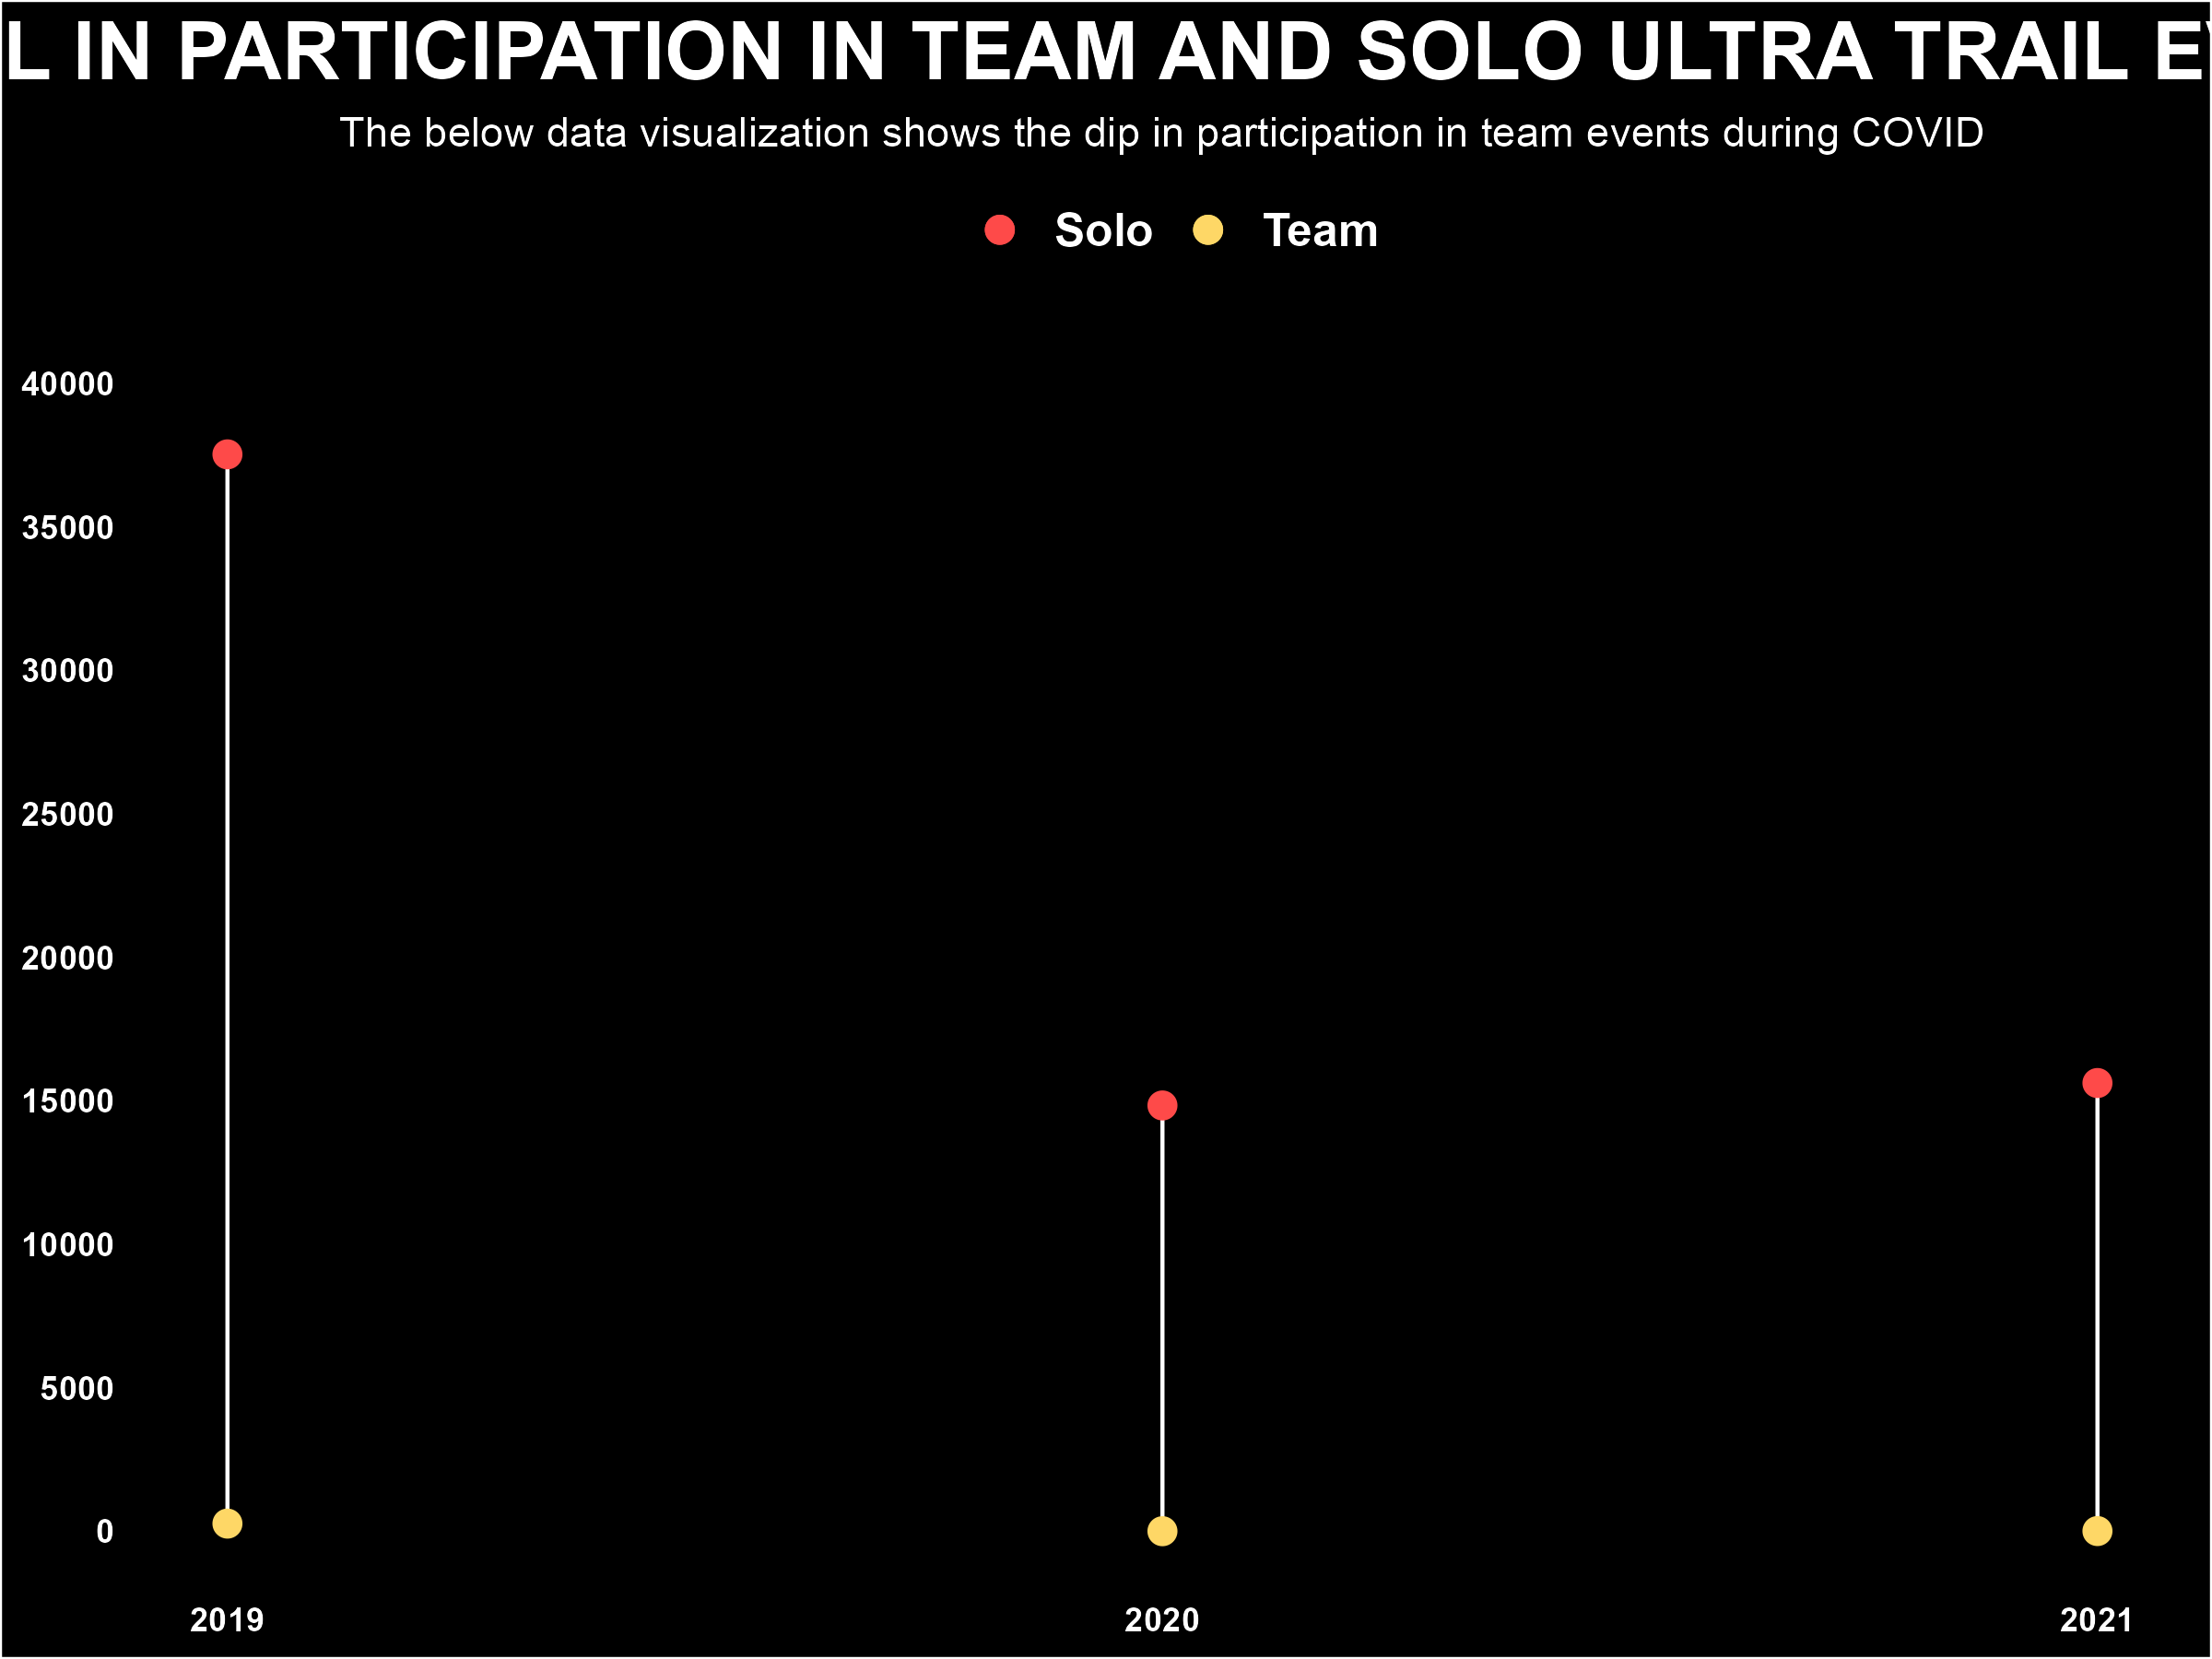 L IN PARTICIPATION IN TEAM AND SOLO ULTRA TRAIL E
The below data visualization shows the dip in participation in team events during COVID
Solo Team
40000
35000
30000
25000
20000
15000
10000
5000
0
2019 2020 2021